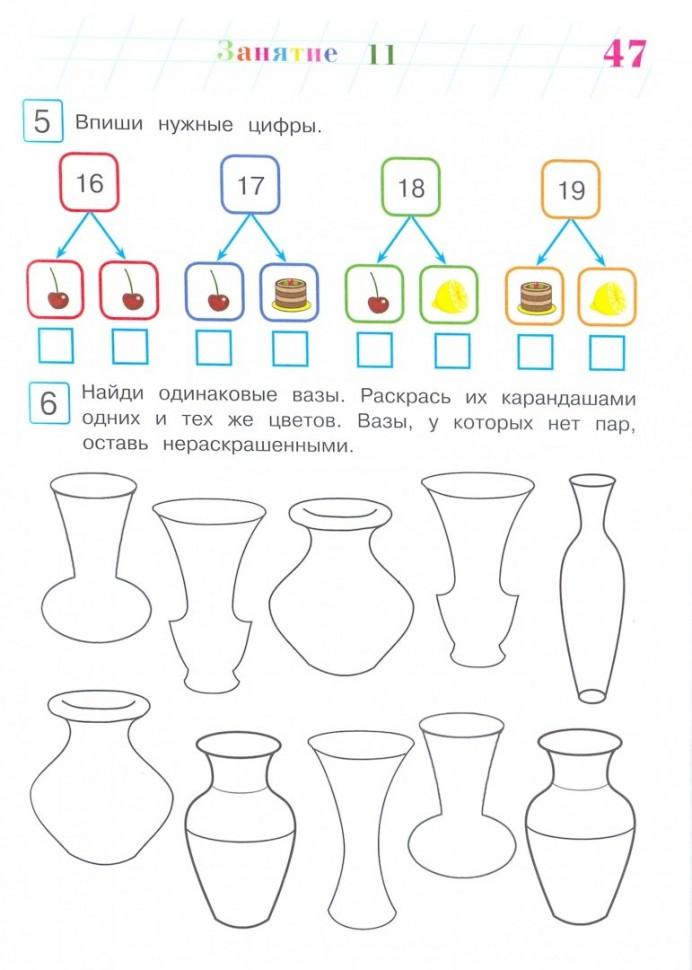 Занятие 11 47
5 Впиши нужные цифры.
16 17 18 19
6 Найди одинаковые вазы. Раскрась их карандашами
одних и тех же цветов. Вазы, у которых нет пар,
оставь нераскрашенными.